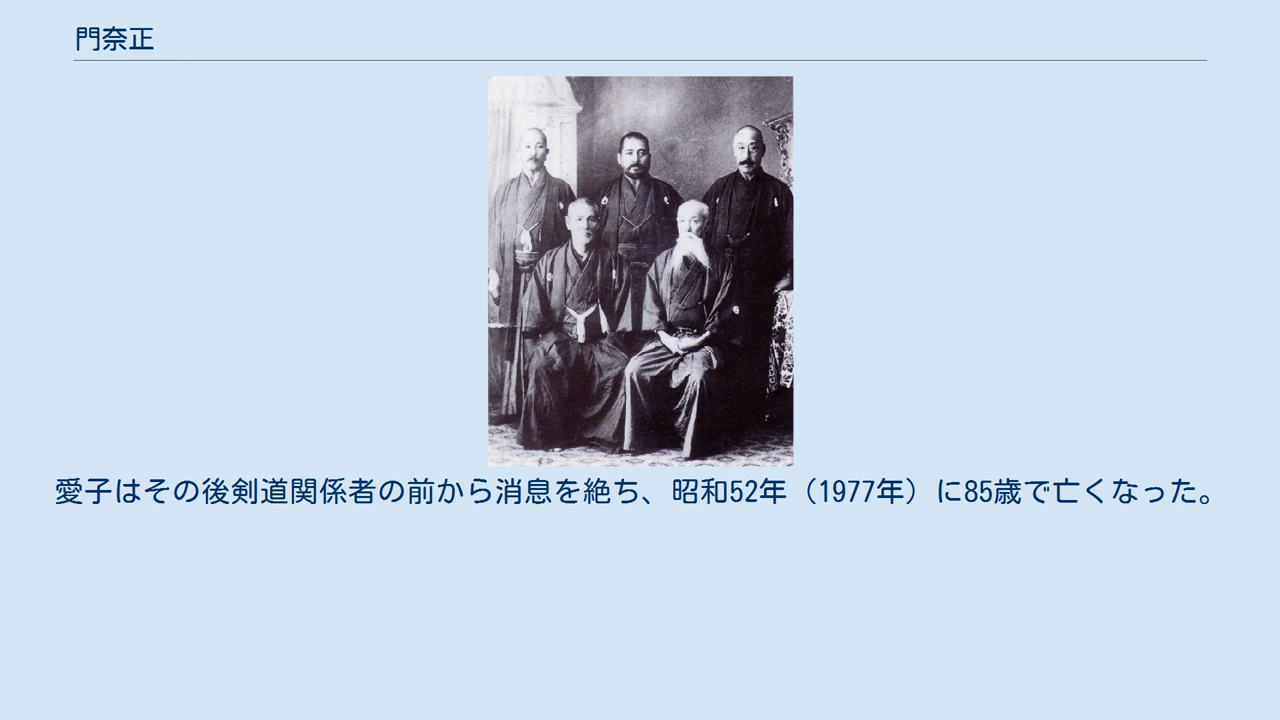 門奈正
愛子はその後剣道関係者の前から消息を絶ち、昭和52年（1977年）に85歳で亡くなった。